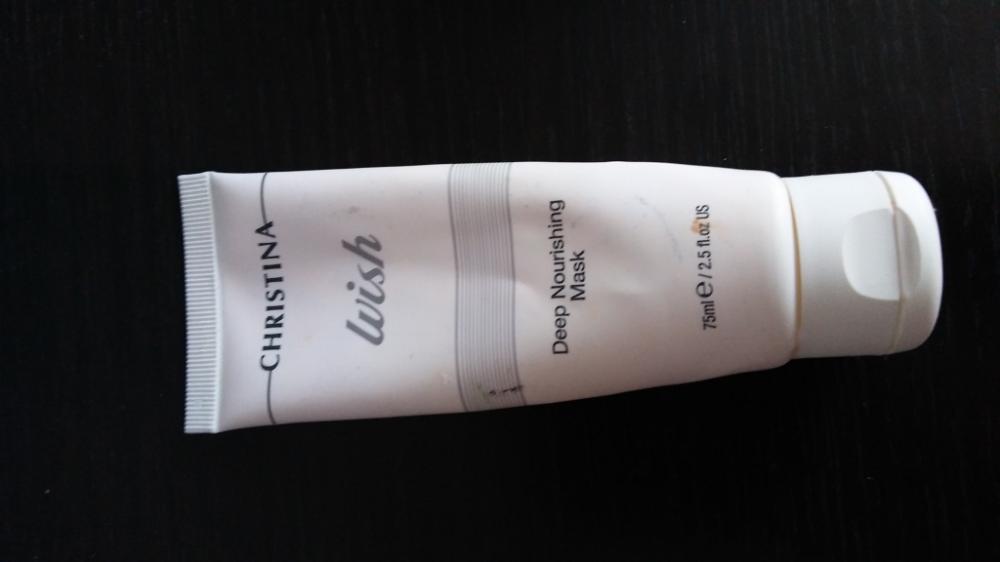 CHRISTINA
Wish
Deep Nourishing
Mask
75ml e / 2.5 fl.oz US